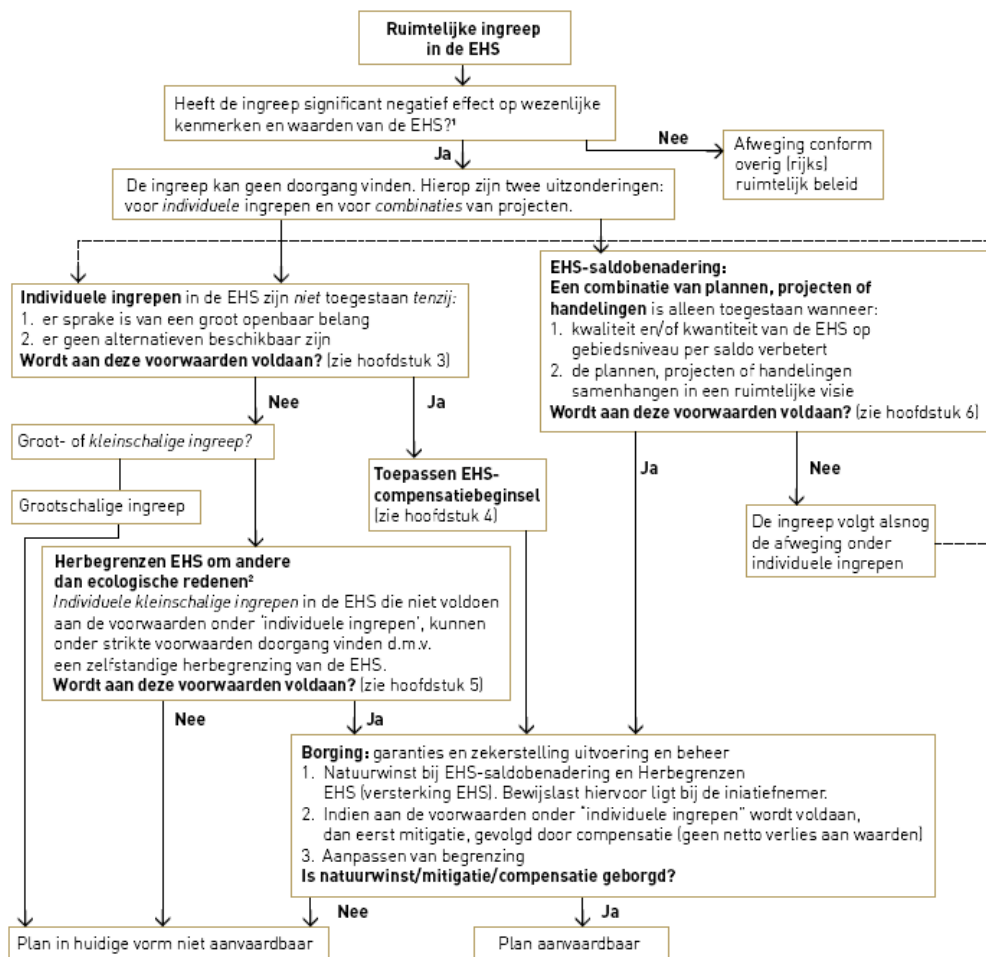 Ruimtelijke ingreep
in de EHS
Heeft de ingreep significant negatief effect op wezenlijke
kenmerken en waarden van de EHS?¹
Nee
Afweging conform
overig (rijks)
ruimtelijk beleid
Ja
De ingreep kan geen doorgang vinden. Hierop zijn twee uitzonderingen:
voor individuele ingrepen en voor combinaties van projecten.
Individuele ingrepen in de EHS zijn niet toegestaan tenzij:
1. er sprake is van een groot openbaar belang
2. er geen alternatieven beschikbaar zijn
Wordt aan deze voorwaarden voldaan? (zie hoofdstuk 3)
EHS-saldobenadering:
Een combinatie van plannen, projecten of
handelingen is alleen toegestaan wanneer:
1. kwaliteit en/of kwantiteit van de EHS op
gebiedsniveau per saldo verbetert
2. de plannen, projecten of handelingen
samenhangen in een ruimtelijke visie
Wordt aan deze voorwaarden voldaan? (zie hoofdstuk 6)
Nee
Ja
Groot- of kleinschalige ingreep?
Grootschalige ingreep
Toepassen EHS-
compensatiebeginsel
(zie hoofdstuk 4)
Ja
Nee
De ingreep volgt alsnog
de afweging onder
individuele ingrepen
Herbegrenzen EHS om andere
dan ecologische redenen²
Individuele kleinschalige ingrepen in de EHS die niet voldoen
aan de voorwaarden onder 'individuele ingrepen', kunnen
onder strikte voorwaarden doorgang vinden d.m.v.
een zelfstandige herbegrenzing van de EHS.
Wordt aan deze voorwaarden voldaan? (zie hoofdstuk 5)
Nee
Ja
Borging: garanties en zekerstelling uitvoering en beheer
1. Natuurwinst bij EHS-saldobenadering en Herbegrenzen
EHS (versterking EHS). Bewijslast hiervoor ligt bij de iniatiefnemer.
2. Indien aan de voorwaarden onder "individuele ingrepen" wordt voldaan,
dan eerst mitigatie, gevolgd door compensatie (geen netto verlies aan waarden)
3. Aanpassen van begrenzing
Is natuurwinst/mitigatie/compensatie geborgd?
Nee
Ja
Plan in huidige vorm niet aanvaardbaar
Plan aanvaardbaar